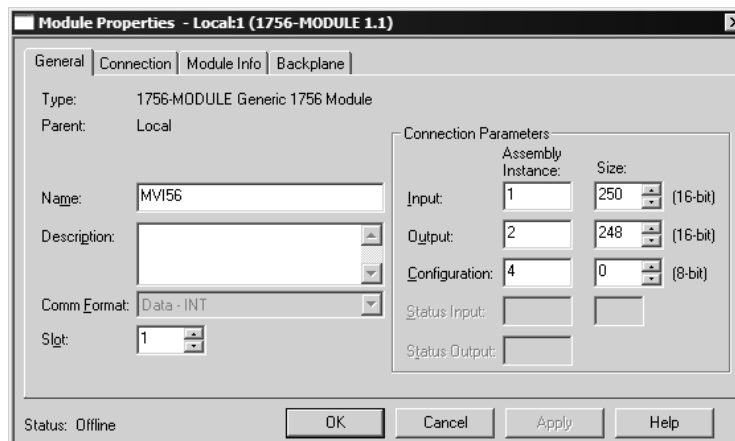 Module Properties - Local:1 (1756-MODULE 1.1)
General Connection Module Info Backplane
Type: 1756-MODULE Generic 1756 Module
Parent: Local
Connection Parameters
Assembly Instance: Size:
Name: MVI56
Input: 1 250 (16-bit)
Description:
Output: 2 248 (16-bit)
Configuration: 4 0 (8-bit)
Comm Format: Data - INT
Status Input:
Slot: 1
Status Output:
Status: Offline OK Cancel Apply Help